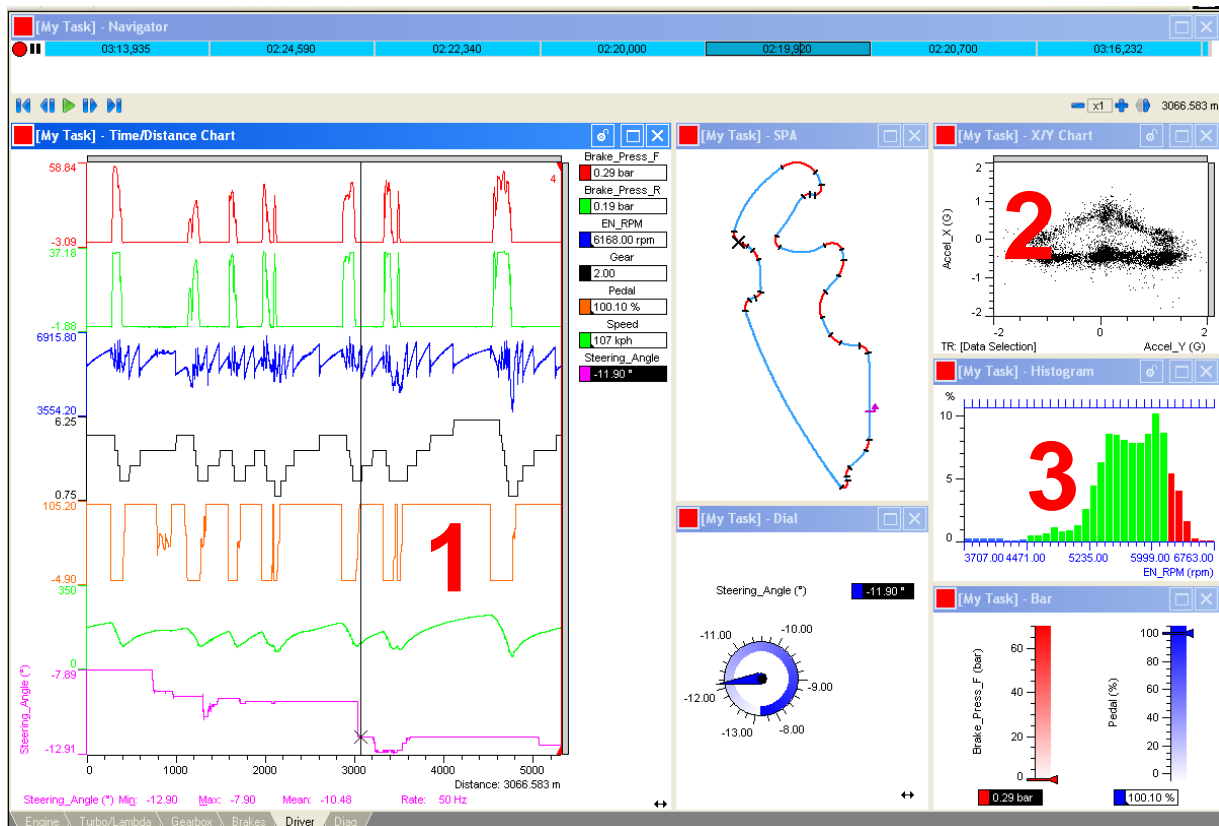 [My Task] - Navigator
03:13,935 02:24,590 02:22,340 02:20,000 02:19,920 02:20,700 03:16,232
x1 3066.583 m
[My Task] - Time/Distance Chart
58.84
-3.09
37.18
-1.88
6915.80
3554.20
6.25
0.75
105.20
-4.90
350
0
-7.89
-12.91
Steering_Angle (°)
4
1
0 1000 2000 3000 4000 5000
Distance: 3066.583 m
Steering_Angle (°) Min: -12.90 Max: -7.90 Mean: -10.48 Rate: 50 Hz
Brake_Press_F
0.29 bar
Brake_Press_R
0.19 bar
EN_RPM
6168.00 rpm
Gear
2.00
Pedal
100.10 %
Speed
107 kph
Steering_Angle
-11.90 °
[My Task] - SPA
[My Task] - Dial
Steering_Angle (°) -11.90 °
-11.00 -10.00
-12.00 -9.00
-13.00 -8.00
[My Task] - X/Y Chart
Accel_X (G)
2
1
0
-1
-2
2
-2 0 2
TR: [Data Selection] Accel_Y (G)
[My Task] - Histogram
%
10
5
0
3
3707.00 4471.00 5235.00 5999.00 6763.00
EN_RPM (rpm)
[My Task] - Bar
Brake_Press_F (bar)
60
40
20
0
0.29 bar
Pedal (%)
100
80
60
40
20
0
100.10 %
Engine Turbo/Lambda Gearbox Brakes Driver Diag